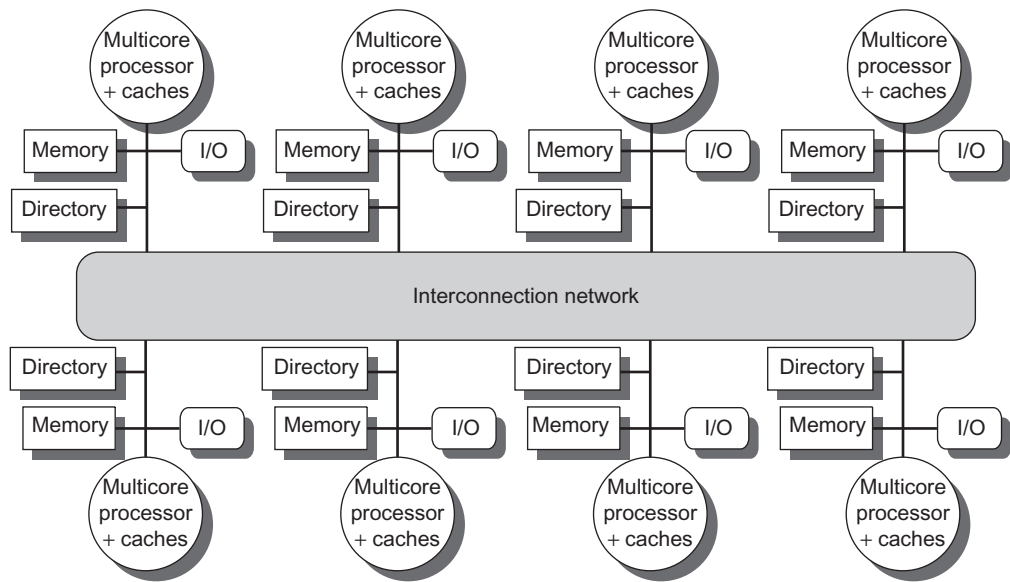 Multicore
processor
+ caches
Multicore
processor
+ caches
Multicore
processor
+ caches
Multicore
processor
+ caches
Memory
I/O
Memory
I/O
Memory
I/O
Memory
I/O
Directory
Directory
Directory
Directory
Interconnection network
Directory
Directory
Directory
Directory
Memory
I/O
Memory
I/O
Memory
I/O
Memory
I/O
Multicore
processor
+ caches
Multicore
processor
+ caches
Multicore
processor
+ caches
Multicore
processor
+ caches